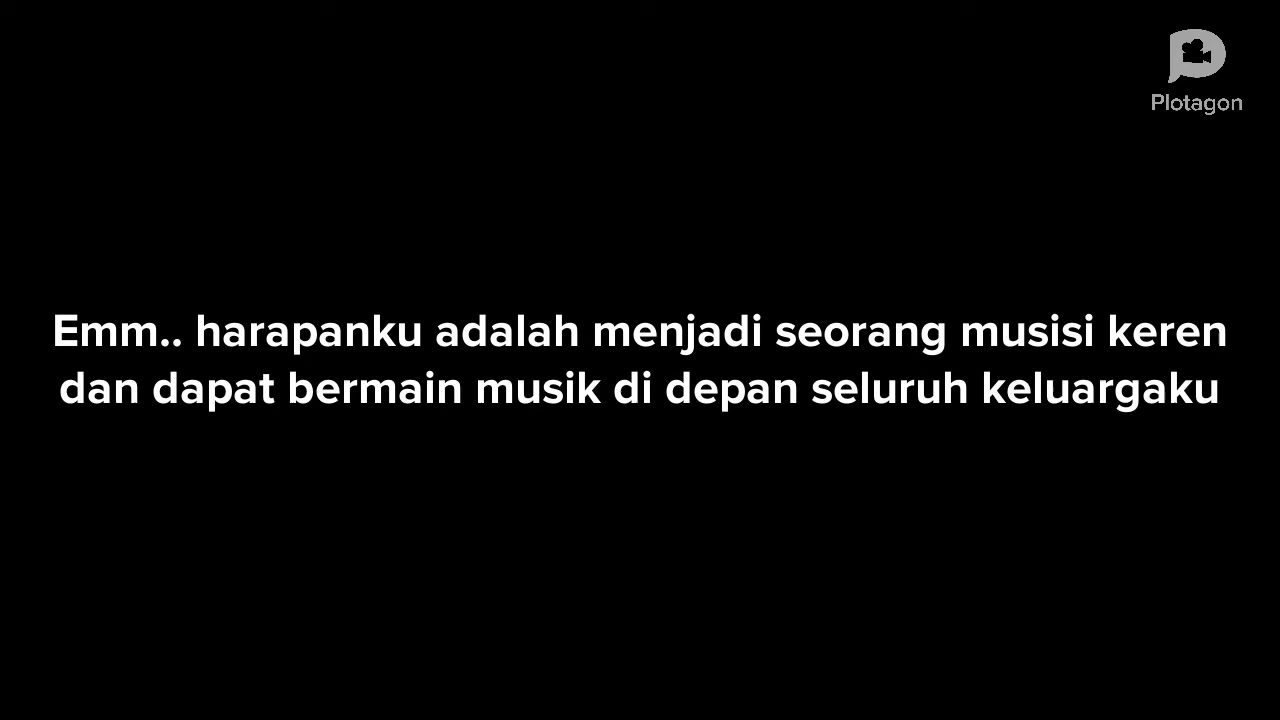 Plotagon
Emm.. harapanku adalah menjadi seorang musisi keren
dan dapat bermain musik di depan seluruh keluargaku